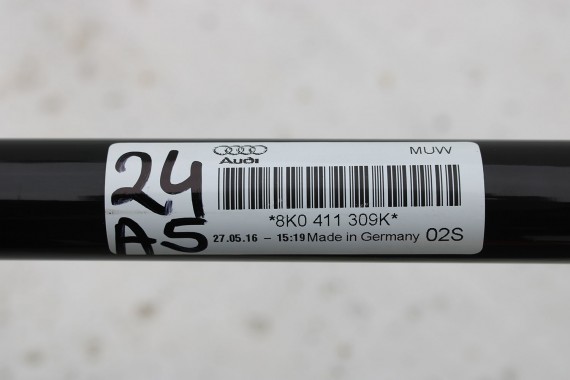 24
A5
Audi
MUW
*8K0 411 309K*
27.05.16 – 15:19 Made in Germany 02S